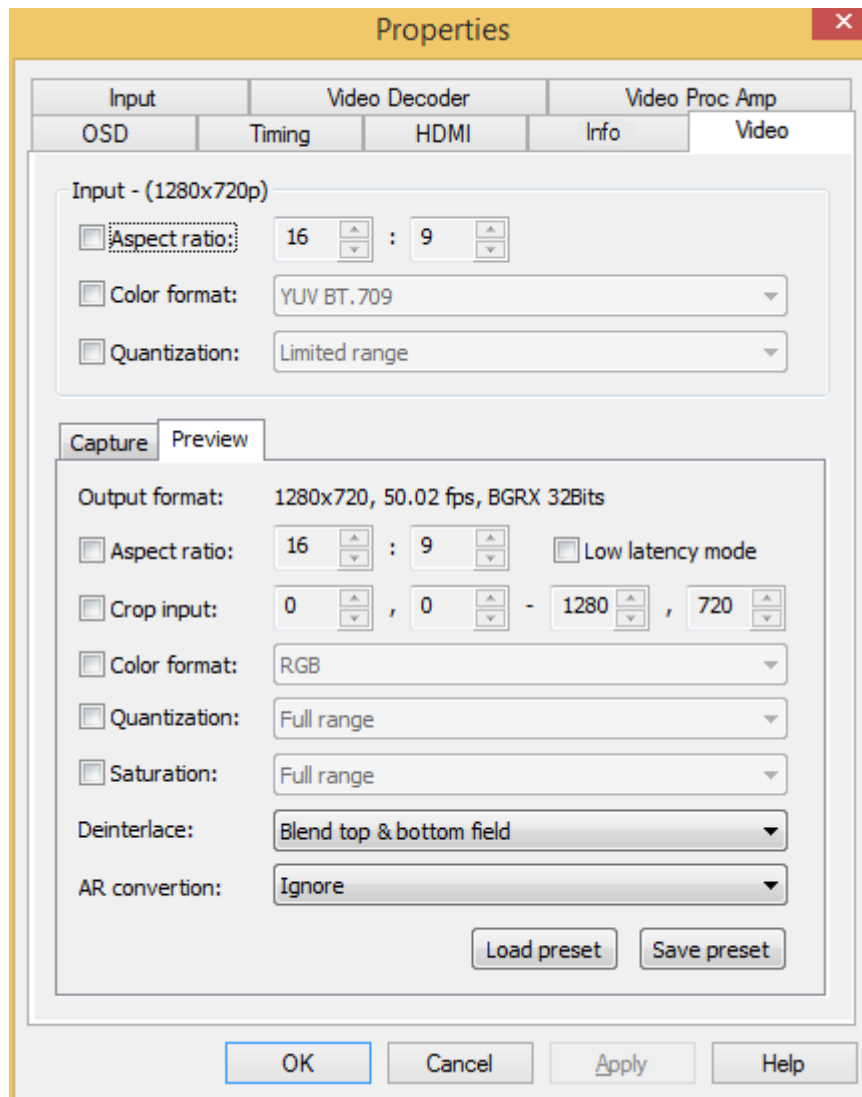 Properties
Input Video Decoder Video Proc Amp
OSD Timing HDMI Info Video
Input - (1280x720p)
Aspect ratio: 16 : 9
Color format: YUV BT.709
Quantization: Limited range
Capture Preview
Output format: 1280x720, 50.02 fps, BGRX 32Bits
Aspect ratio: 16 : 9 Low latency mode
Crop input: 0 , 0 - 1280 , 720
Color format: RGB
Quantization: Full range
Saturation: Full range
Deinterlace: Blend top & bottom field
AR convertion: Ignore
Load preset Save preset
OK Cancel Apply Help